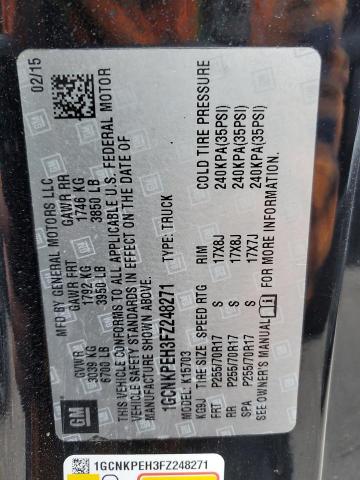 02/15
MFD BY GENERAL MOTORS LLC
GVWR GAWR FRT GAWR RR
3039 KG 1792 KG 1746 KG
6700 LB 3950 LB 3850 LB
THIS VEHICLE CONFORMS TO ALL APPLICABLE U.S. FEDERAL MOTOR
VEHICLE SAFETY STANDARDS IN EFFECT ON THE DATE OF
MANUFACTURE SHOWN ABOVE.
1GCNKPEH3FZ248271 TYPE: TRUCK
MODEL: K15703
KG9J TIRE SIZE SPEED RTG RIM COLD TIRE PRESSURE
FRT P255/70R17 S 17X8J 240KPA(35PSI)
RR P255/70R17 S 17X8J 240KPA(35PSI)
SPA P255/70R17 S 17X7J 240KPA(35PSI)
SEE OWNER'S MANUAL FOR MORE INFORMATION.
GM
1GCNKPEH3FZ248271